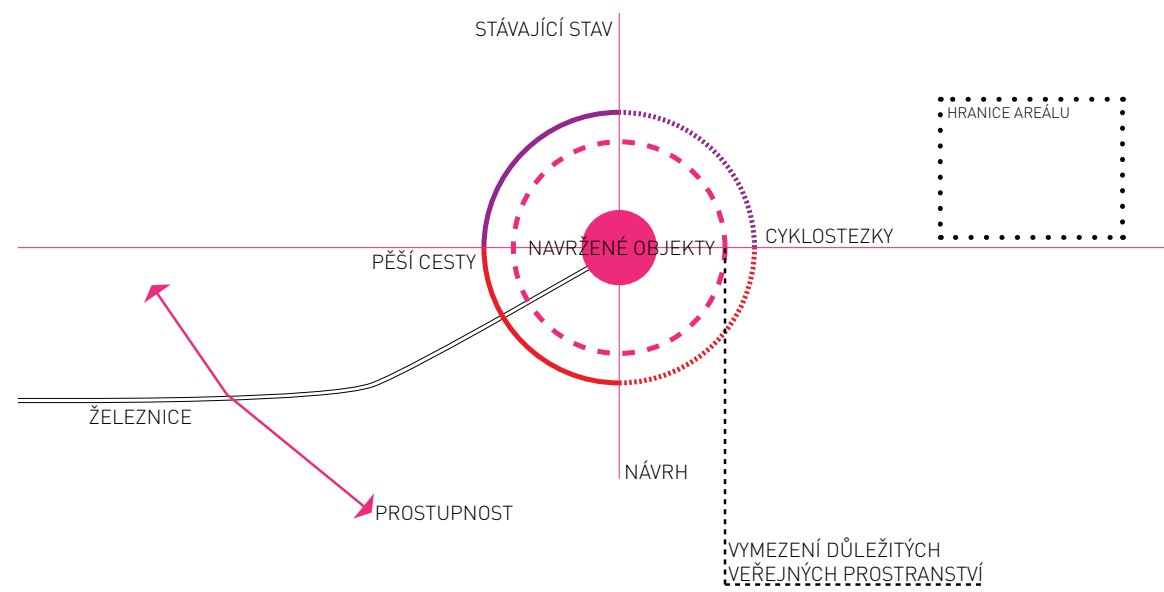 STÁVAJÍCÍ STAV
HRANICE AREÁLU
CYKLOSTEZKY
NAVRŽENÉ OBJEKTY
PĚŠÍ CESTY
ŽELEZNICE
NÁVRH
PROSTUPNOST
VYMEZENÍ DŮLEŽITÝCH
VEŘEJNÝCH PROSTRANSTVÍ